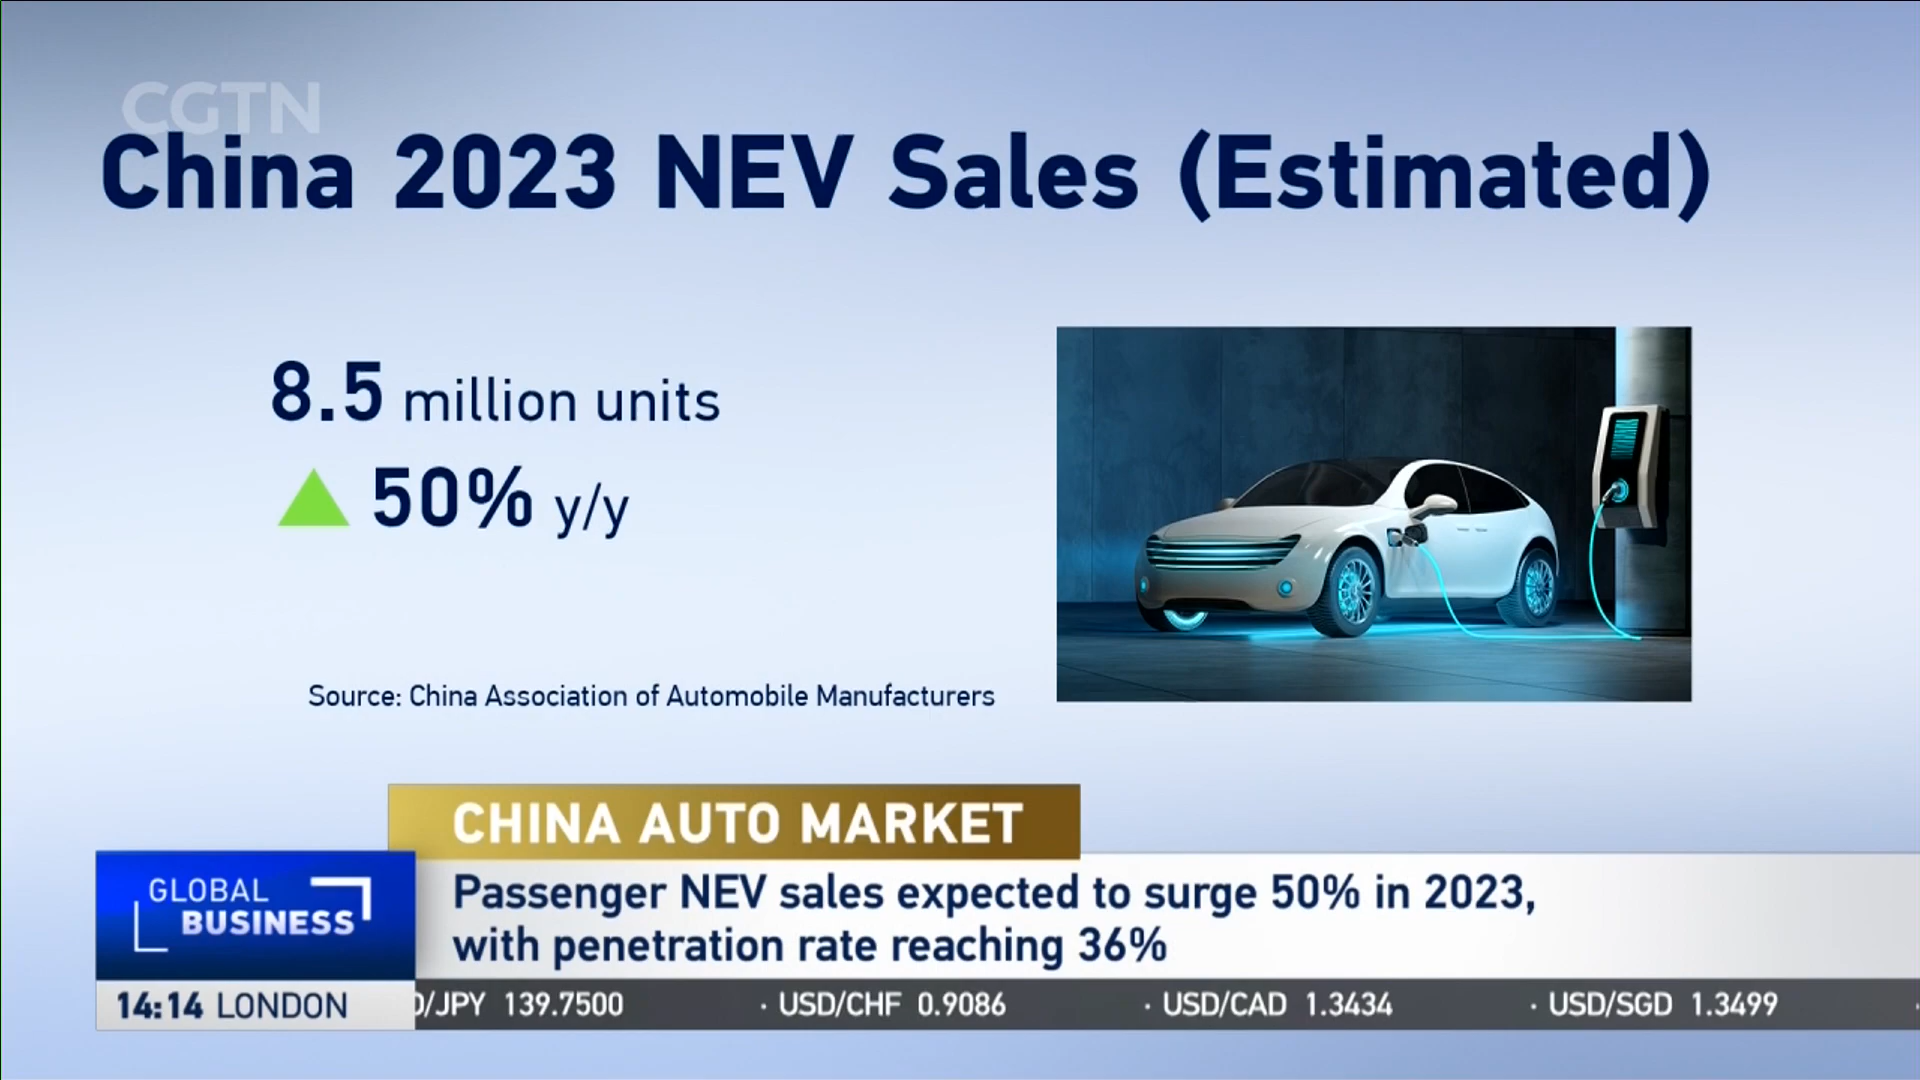 CGTN
China 2023 NEV Sales (Estimated)
8.5 million units
50% y/y
Source: China Association of Automobile Manufacturers
CHINA AUTO MARKET
GLOBAL
BUSINESS
Passenger NEV sales expected to surge 50% in 2023,
with penetration rate reaching 36%
14:14 LONDON
/JPY 139.7500 · USD/CHF 0.9086 · USD/CAD 1.3434 · USD/SGD 1.3499